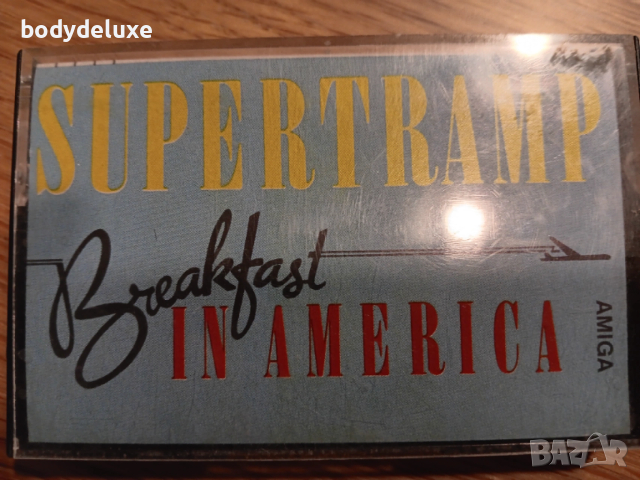 bodydeluxe
SUPERTRAMP
Breakfast
IN AMERICA
AMIGA
BAZAR